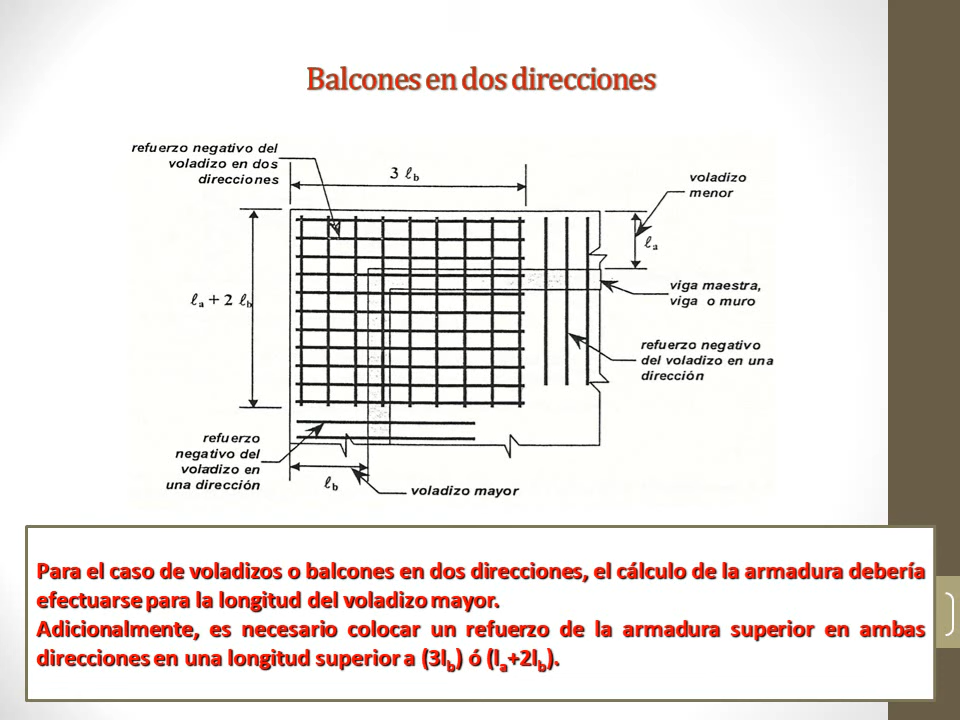 Balcones en dos direcciones
refuerzo negativo del
voladizo en dos
direcciones
3 ℓb
voladizo
menor
ℓa
ℓa + 2 ℓb
viga maestra,
viga o muro
refuerzo negativo
del voladizo en una
dirección
refuerzo
negativo del
voladizo en
una dirección
ℓb
voladizo mayor
Para el caso de voladizos o balcones en dos direcciones, el cálculo de la armadura debería
efectuarse para la longitud del voladizo mayor.
Adicionalmente, es necesario colocar un refuerzo de la armadura superior en ambas
direcciones en una longitud superior a (3lb) ó (la+2lb).